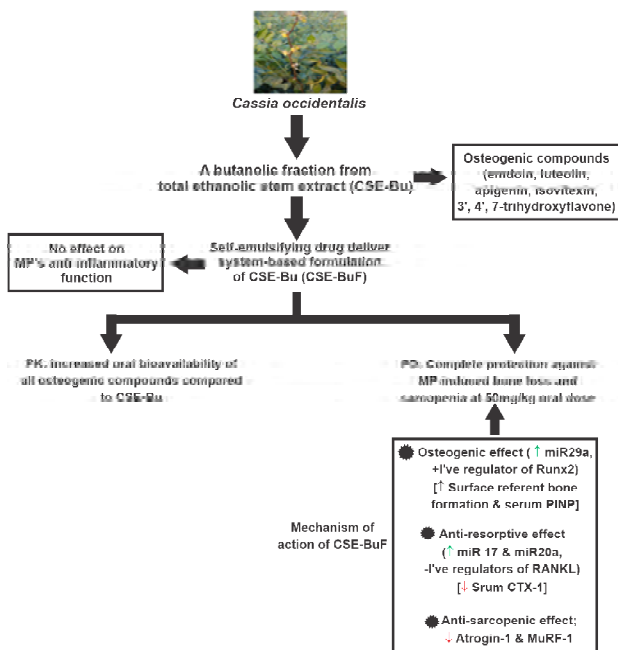 Cassia occidentalis
A butanolic fraction from
total ethanolic stem extract (CSE-Bu)
Osteogenic compounds
(emdoin, luteolin,
apigenin, isovitexin,
3', 4', 7-trihydroxyflavone)
No effect on
MP's anti inflammatory
function
Self-emulsifying drug deliver
system-based formulation
of CSE-Bu (CSE-BuF)
PK: increased oral bioavailability of
all osteogenic compounds compared
to CSE-Bu
PD: Complete protection against
MP-induced bone loss and
sarcopenia at 50mg/kg oral dose
Mechanism of
action of CSE-BuF
Osteogenic effect (↑ miR29a,
+I've regulator of Runx2)
[↑ Surface referent bone
formation & serum PINP]
Anti-resorptive effect
(↑ miR 17 & miR20a,
-I've regulators of RANKL)
[↓ Srum CTX-1]
Anti-sarcopenic effect;
↓ Atrogin-1 & MuRF-1